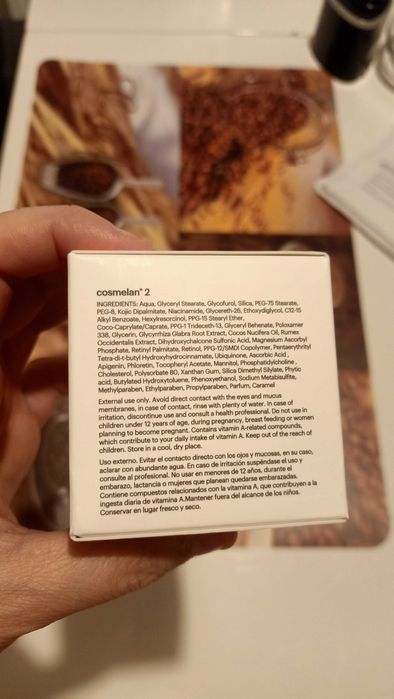 cosmelan® 2
INGREDIENTS: Aqua, Glyceryl Stearate, Glycofurol, Silica, PEG-75 Stearate,
PEG-8, Kojic Dipalmitate, Niacinamide, Glycereth-26, Ethoxydiglycol, C12-15
Alkyl Benzoate, Hexylresorcinol, PPG-15 Stearyl Ether,
Coco-Caprylate/Caprate, PPG-1 Trideceth-13, Glyceryl Behenate, Poloxamer
338, Glycerin, Glycyrrhiza Glabra Root Extract, Cocos Nucifera Oil, Rumex
Occidentalis Extract, Dihydroxychalcone Sulfonic Acid, Magnesium Ascorbyl
Phosphate, Retinyl Palmitate, Retinol, PPG-12/SMDI Copolymer, Pentaerythrityl
Tetra-di-t-butyl Hydroxyhydrocinnamate, Ubiquinone, Ascorbic Acid ,
Apigenin, Phloretin, Tocopheryl Acetate, Mannitol, Phosphatidylcholine ,
Cholesterol, Polysorbate 80, Xanthan Gum, Silica Dimethyl Silylate, Phytic
acid, Butylated Hydroxytoluene, Phenoxyethanol, Sodium Metabisulfite,
Methylparaben, Ethylparaben, Propylparaben, Parfum, Caramel
External use only. Avoid direct contact with the eyes and mucus
membranes, in case of contact, rinse with plenty of water. In case of
irritation, discontinue use and consult a health professional. Do not use in
children under 12 years of age, during pregnancy, breast feeding or women
planning to become pregnant. Contains vitamin A-related compounds,
which contribute to your daily intake of vitamin A. Keep out of the reach of
children. Store in a cool, dry place.
Uso externo. Evitar el contacto directo con los ojos y mucosas, en su caso,
aclarar con abundante agua. En caso de irritación suspéndase el uso y
consulte al profesional. No usar en menores de 12 años, durante el
embarazo, lactancia o mujeres que planean quedarse embarazadas.
Contiene compuestos relacionados con la vitamina A, que contribuyen a la
ingesta diaria de vitamina A.Mantener fuera del alcance de los niños.
Conservar en lugar fresco y seco.